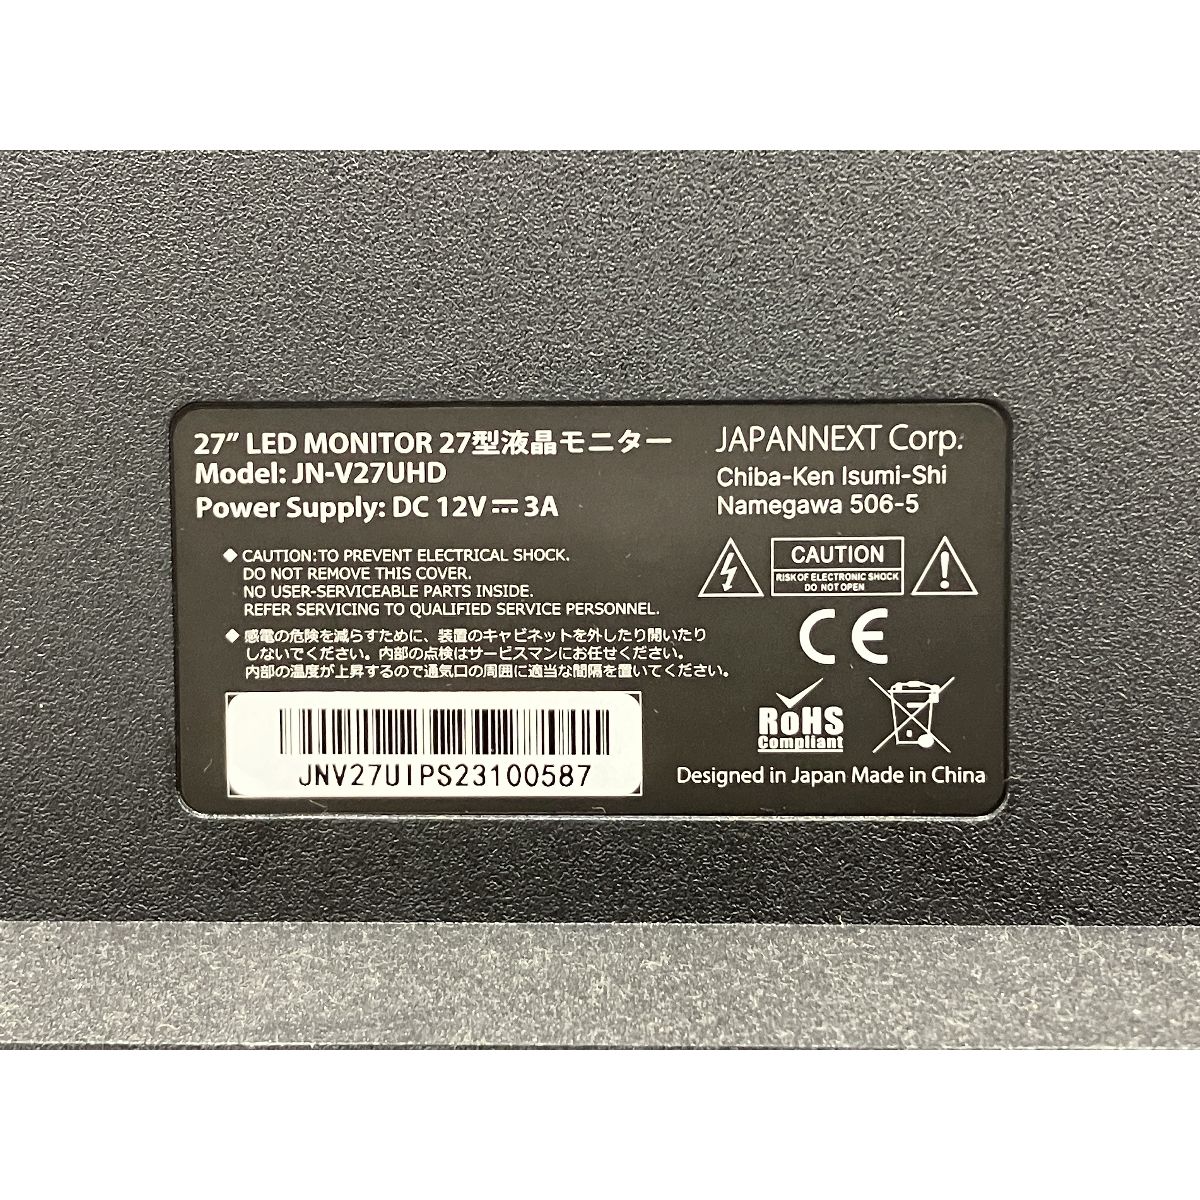 27” LED MONITOR 27型液晶モニター
Model: JN-V27UHD
Power Supply: DC 12V⎓3A
JAPANNEXT Corp.
Chiba-Ken Isumi-Shi
Namegawa 506-5
◆ CAUTION:TO PREVENT ELECTRICAL SHOCK.
DO NOT REMOVE THIS COVER.
NO USER-SERVICEABLE PARTS INSIDE.
REFER SERVICING TO QUALIFIED SERVICE PERSONNEL.
◆ 感電の危険を減らすために、装置のキャビネットを外したり開いたり
しないでください。内部の点検はサービスマンにお任せください。
内部の温度が上昇するので通気口の周囲に適当な間隔を置いてください。
CAUTION
RISK OF ELECTRONIC SHOCK
DO NOT OPEN
CE
RoHS
Compliant
JNV27UIPS23100587
Designed in Japan Made in China